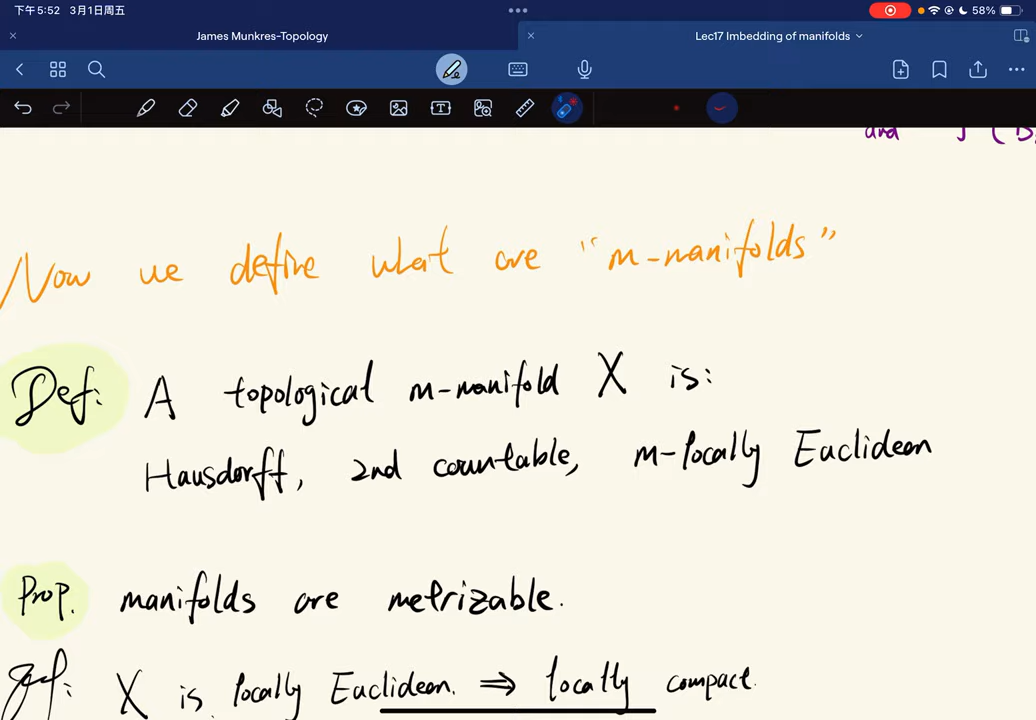 下午5:52 3月1日周五
58%
James Munkres-Topology
Lec17 Imbedding of manifolds
and
Now we define what are "m-manifolds"
Def: A topological m-manifold X is:
Hausdorff, 2nd countable, m-locally Euclidean
Prop. manifolds are metrizable.
X is locally Euclidean. ⇒ locally compact.